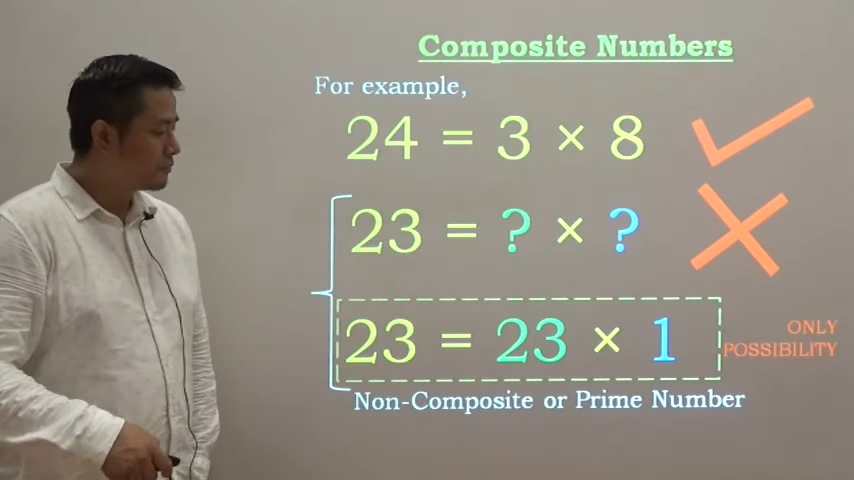 Composite Numbers
For example,
24 = 3 × 8
23 = ? × ?
23 = 23 × 1
ONLY
POSSIBILITY
Non-Composite or Prime Number